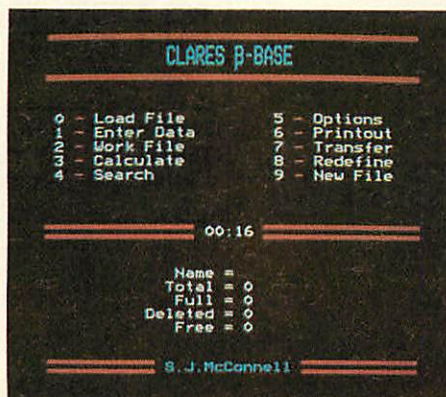 CLARES β-BASE
0 - Load File 5 - Options
1 - Enter Data 6 - Printout
2 - Work File 7 - Transfer
3 - Calculate 8 - Redefine
4 - Search 9 - New File
00:16
Name =
Total = 0
Full = 0
Deleted = 0
Free = 0
S.J.McConnell